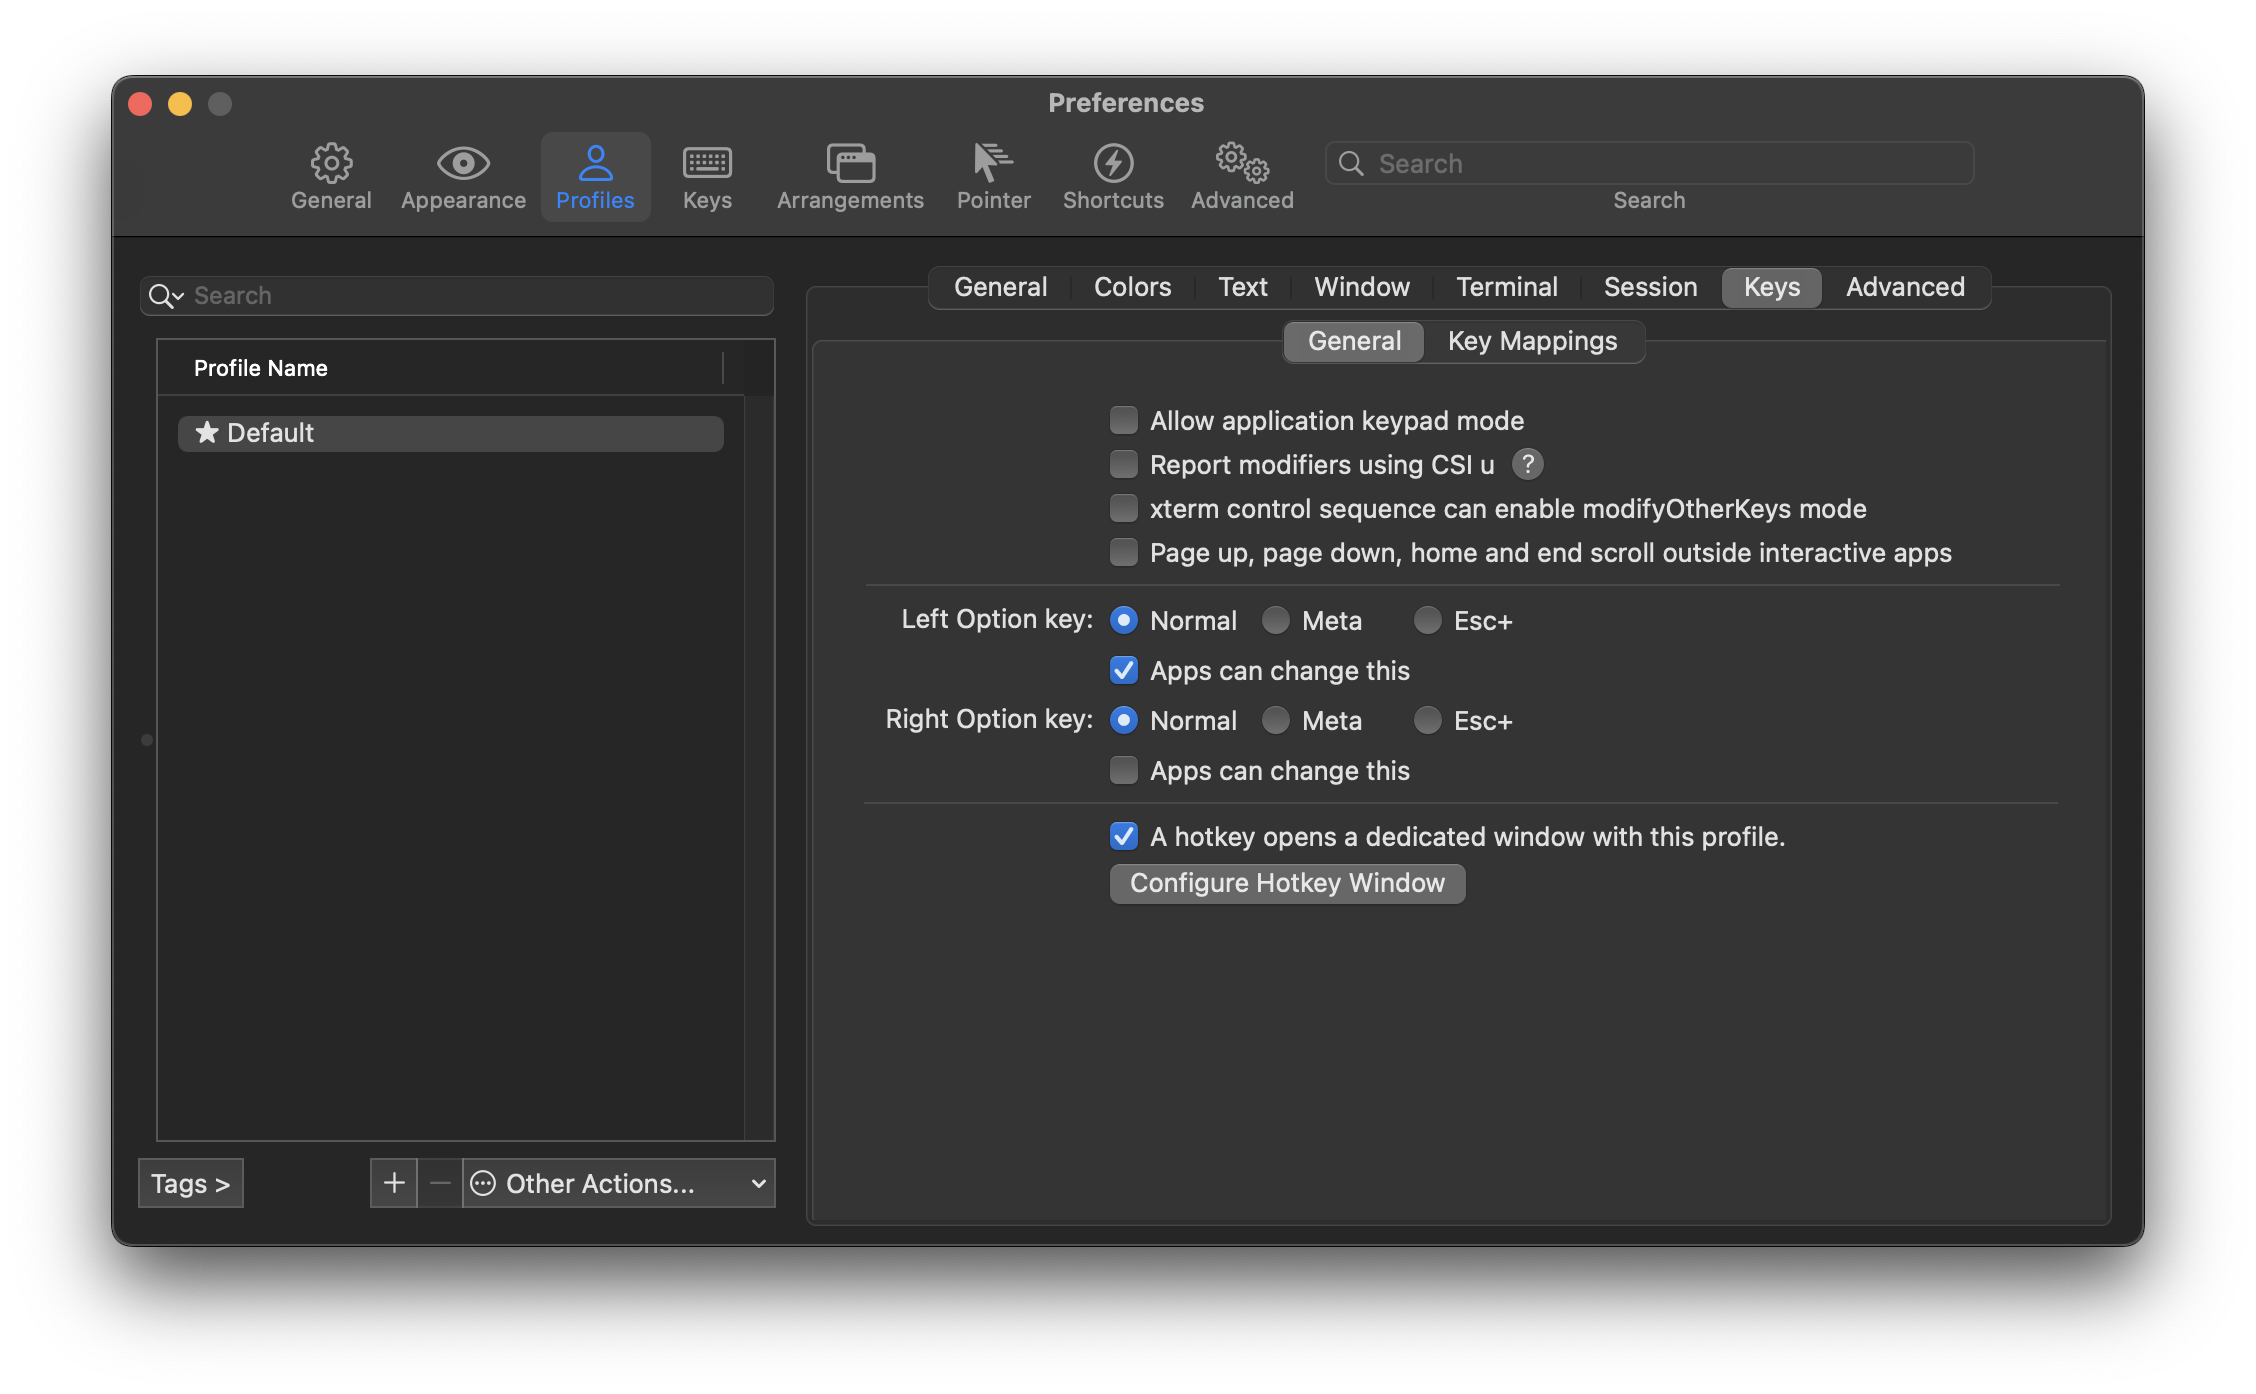 Preferences
General Appearance Profiles Keys Arrangements Pointer Shortcuts Advanced Search
Search
Search
General Colors Text Window Terminal Session Keys Advanced
General Key Mappings
Profile Name
★ Default
Allow application keypad mode
Report modifiers using CSI u ?
xterm control sequence can enable modifyOtherKeys mode
Page up, page down, home and end scroll outside interactive apps
Left Option key: Normal Meta Esc+
Apps can change this
Right Option key: Normal Meta Esc+
Apps can change this
A hotkey opens a dedicated window with this profile.
Configure Hotkey Window
Tags > + − Other Actions...